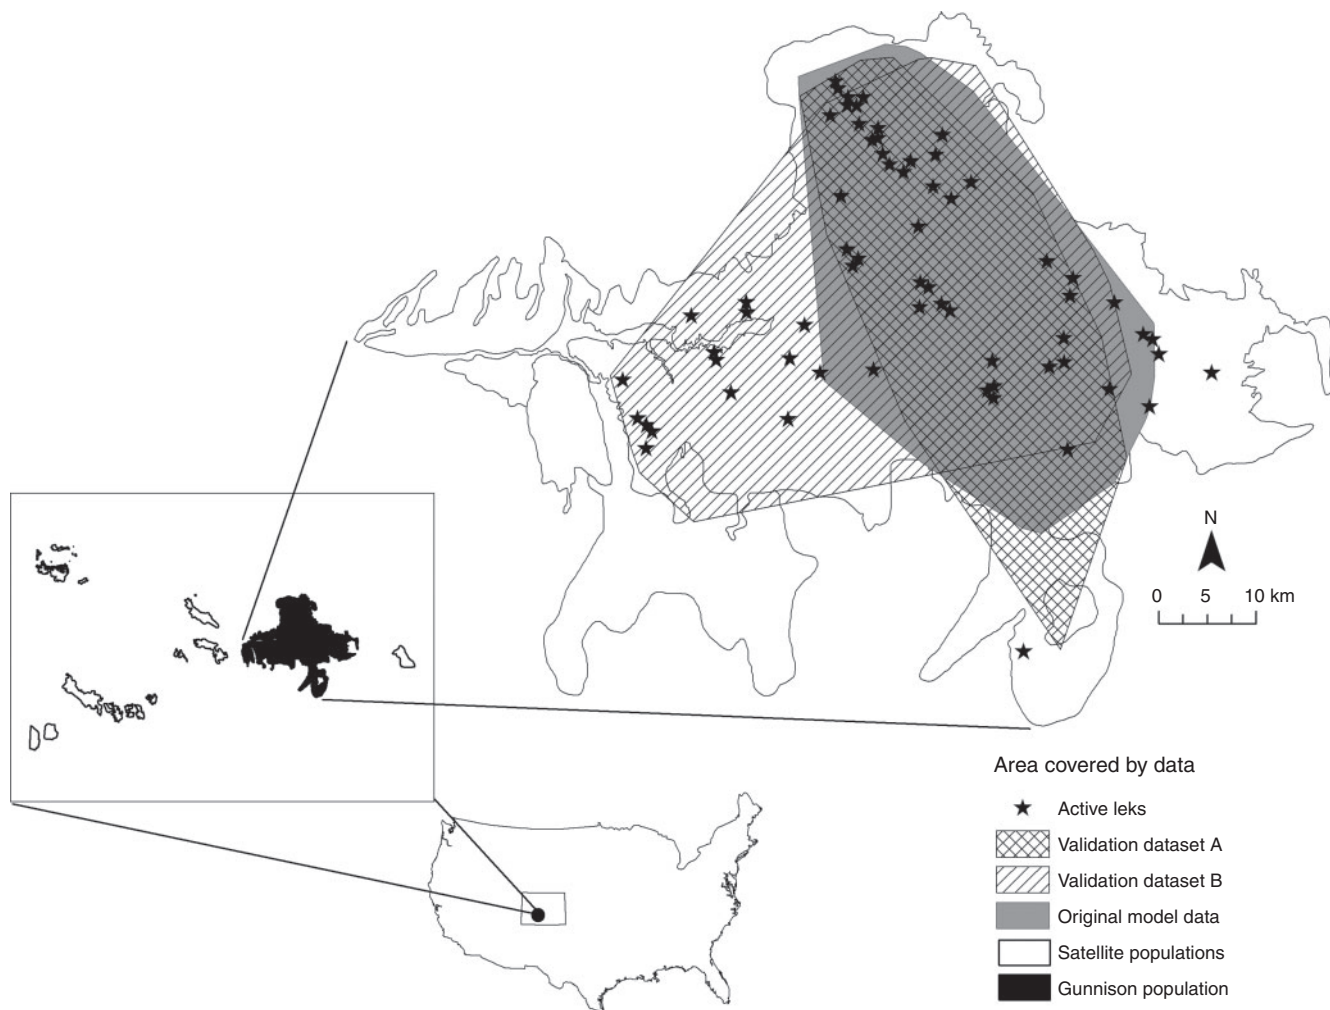 N
0 5 10 km
Area covered by data
Active leks
Validation dataset A
Validation dataset B
Original model data
Satellite populations
Gunnison population